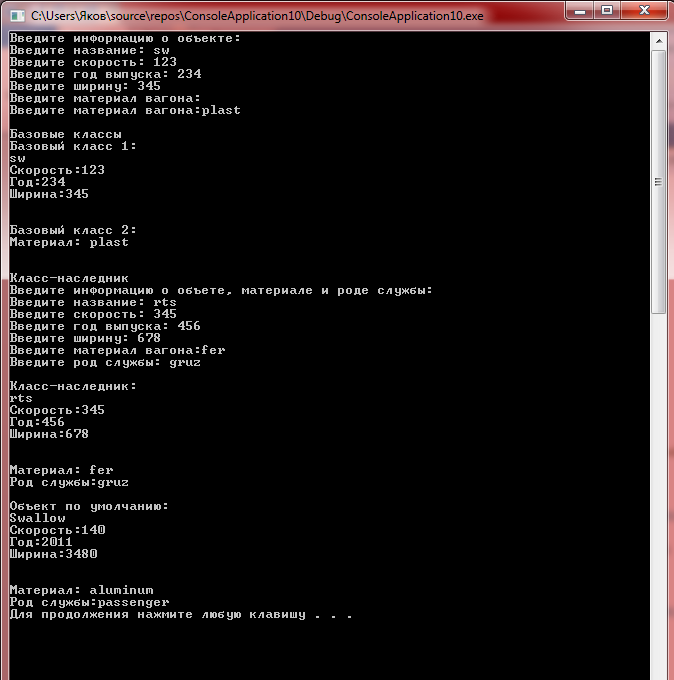 C:\Users\Яков\source\repos\ConsoleApplication10\Debug\ConsoleApplication10.exe
Введите информацию о объекте:
Введите название: sw
Введите скорость: 123
Введите год выпуска: 234
Введите ширину: 345
Введите материал вагона:
Введите материал вагона:plast
Базовые классы
Базовый класс 1:
sw
Скорость:123
Год:234
Ширина:345
Базовый класс 2:
Материал: plast
Класс-наследник
Введите информацию о объете, материале и роде службы:
Введите название: rts
Введите скорость: 345
Введите год выпуска: 456
Введите ширину: 678
Введите материал вагона:fer
Введите род службы: gruz
Класс-наследник:
rts
Скорость:345
Год:456
Ширина:678
Материал: fer
Род службы:gruz
Объект по умолчанию:
Swallow
Скорость:140
Год:2011
Ширина:3480
Материал: aluminum
Род службы:passenger
Для продолжения нажмите любую клавишу . . .